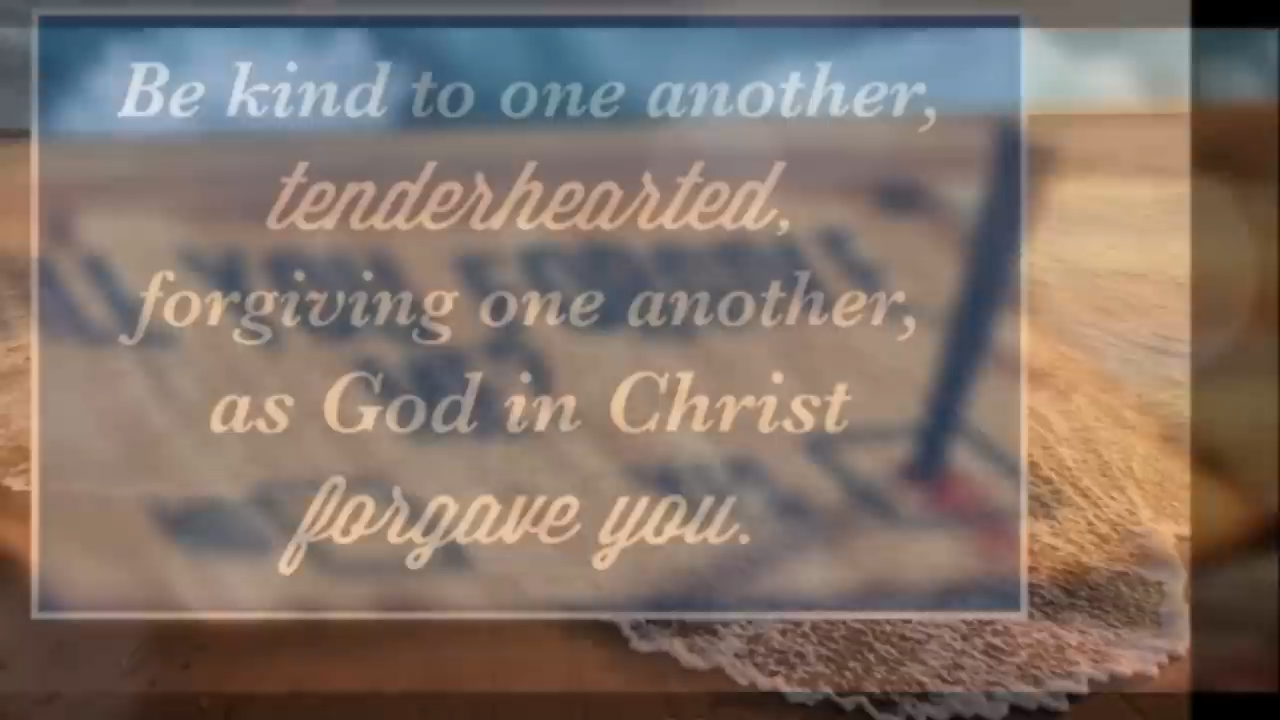 Be kind to one another,
tenderhearted,
forgiving one another,
as God in Christ
forgave you.